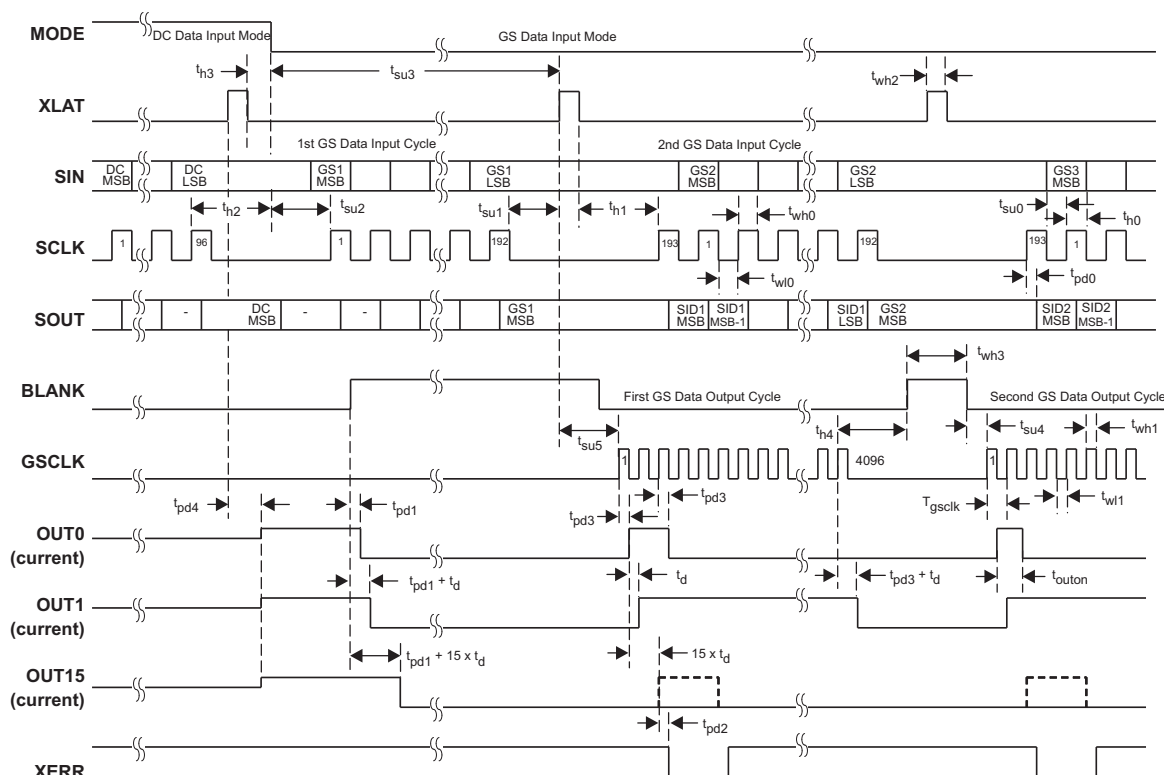 MODE
DC Data Input Mode
GS Data Input Mode
th3
tsu3
twh2
XLAT
1st GS Data Input Cycle
2nd GS Data Input Cycle
SIN
DC MSB
DC LSB
GS1 MSB
GS1 LSB
GS2 MSB
GS2 LSB
GS3 MSB
th2
tsu2
tsu1
th1
twh0
tsu0
th0
SCLK
1
96
1
192
193
1
192
193
1
twl0
tpd0
SOUT
-
DC MSB
-
-
GS1 MSB
SID1 MSB
SID1 MSB-1
SID1 LSB
GS2 MSB
SID2 MSB
SID2 MSB-1
twh3
BLANK
First GS Data Output Cycle
Second GS Data Output Cycle
tsu5
th4
tsu4
twh1
GSCLK
1
4096
1
tpd4
tpd1
tpd3
tpd3
Tgsclk
twl1
OUT0
(current)
tpd1 + td
td
tpd3 + td
touton
OUT1
(current)
tpd1 + 15 x td
15 x td
OUT15
(current)
tpd2
XERR